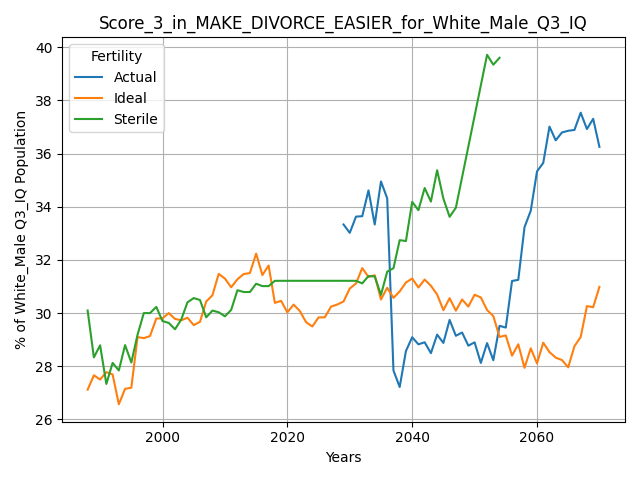 Score_3_in_MAKE_DIVORCE_EASIER_for_White_Male_Q3_IQ
Fertility
Actual
Ideal
Sterile
% of White_Male Q3_IQ Population
40
38
36
34
32
30
28
26
2000
2020
2040
2060
Years